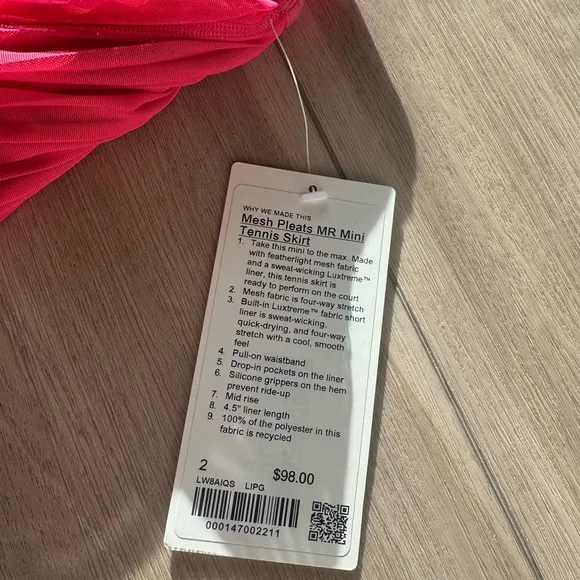 WHY WE MADE THIS
Mesh Pleats MR Mini
Tennis Skirt
1. Take this mini to the max. Made
with featherlight mesh fabric
and a sweat-wicking Luxtreme™
liner, this tennis skirt is
ready to perform on the court
2. Mesh fabric is four-way stretch
3. Built-in Luxtreme™ fabric short
liner is sweat-wicking,
quick-drying, and four-way
stretch with a cool, smooth
feel
4. Pull-on waistband
5. Drop-in pockets on the liner
6. Silicone grippers on the hem
prevent ride-up
7. Mid rise
8. 4.5" liner length
9. 100% of the polyester in this
fabric is recycled
2 $98.00
LW8AIQS LIPG
000147002211